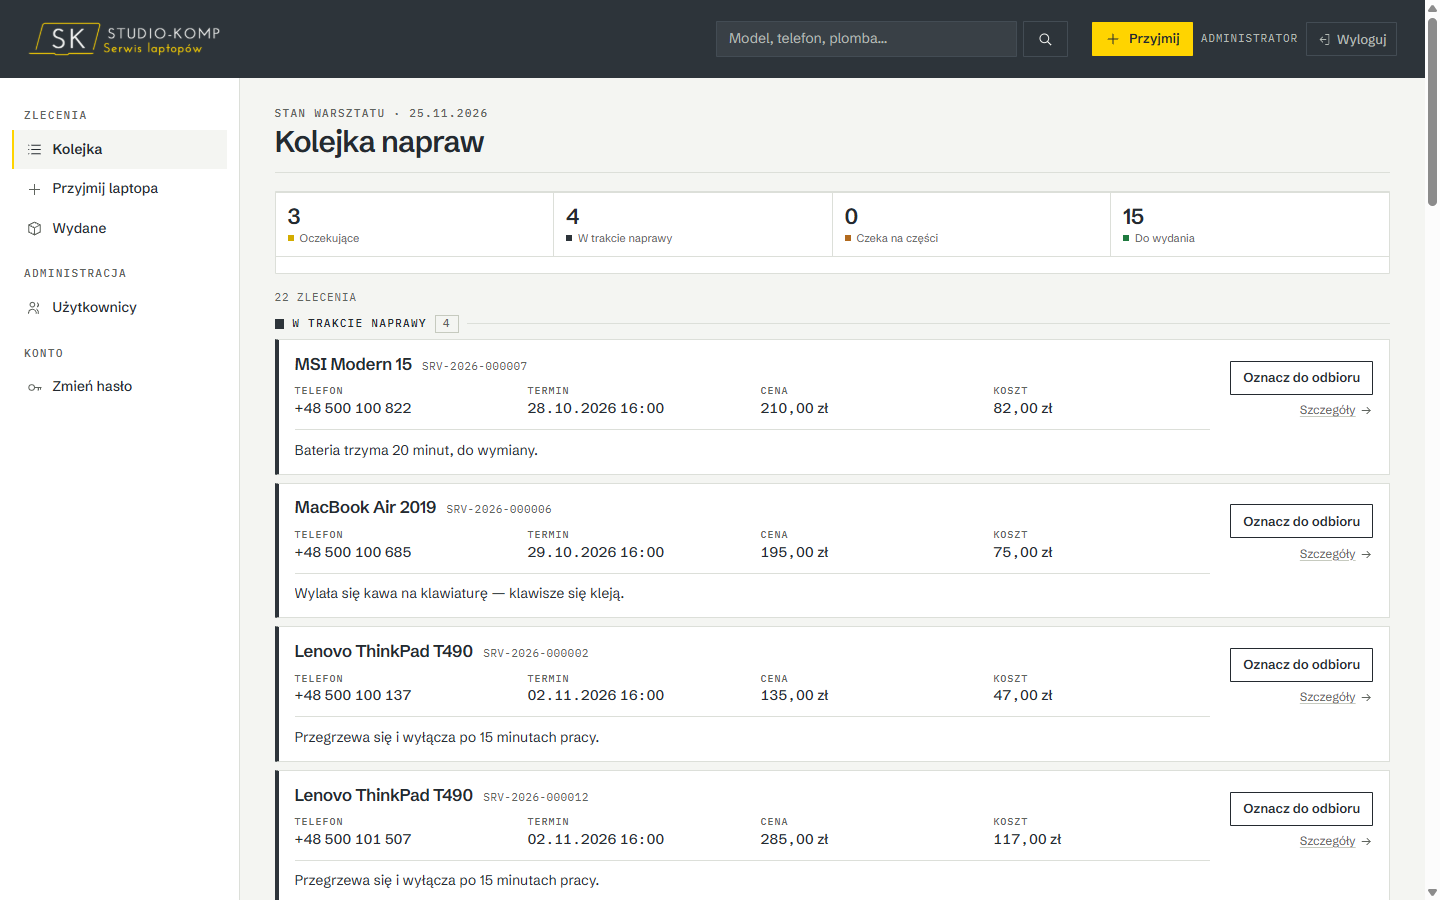 SK STUDIO-KOMP
Serwis laptopów
Model, telefon, plomba...
Przyjmij
ADMINISTRATOR
Wyloguj
ZLECENIA
Kolejka
Przyjmij laptopa
Wydane
ADMINISTRACJA
Użytkownicy
KONTO
Zmień hasło
STAN WARSZTATU · 25.11.2026
Kolejka napraw
3
Oczekujące
4
W trakcie naprawy
0
Czeka na części
15
Do wydania
22 ZLECENIA
W TRAKCIE NAPRAWY 4
MSI Modern 15 SRV-2026-000007
TELEFON TERMIN CENA KOSZT
+48 500 100 822 28.10.2026 16:00 210,00 zł 82,00 zł
Bateria trzyma 20 minut, do wymiany.
Oznacz do odbioru
Szczegóły →
MacBook Air 2019 SRV-2026-000006
TELEFON TERMIN CENA KOSZT
+48 500 100 685 29.10.2026 16:00 195,00 zł 75,00 zł
Wylała się kawa na klawiaturę — klawisze się kleją.
Oznacz do odbioru
Szczegóły →
Lenovo ThinkPad T490 SRV-2026-000002
TELEFON TERMIN CENA KOSZT
+48 500 100 137 02.11.2026 16:00 135,00 zł 47,00 zł
Przegrzewa się i wyłącza po 15 minutach pracy.
Oznacz do odbioru
Szczegóły →
Lenovo ThinkPad T490 SRV-2026-000012
TELEFON TERMIN CENA KOSZT
+48 500 101 507 02.11.2026 16:00 285,00 zł 117,00 zł
Przegrzewa się i wyłącza po 15 minutach pracy.
Oznacz do odbioru
Szczegóły →